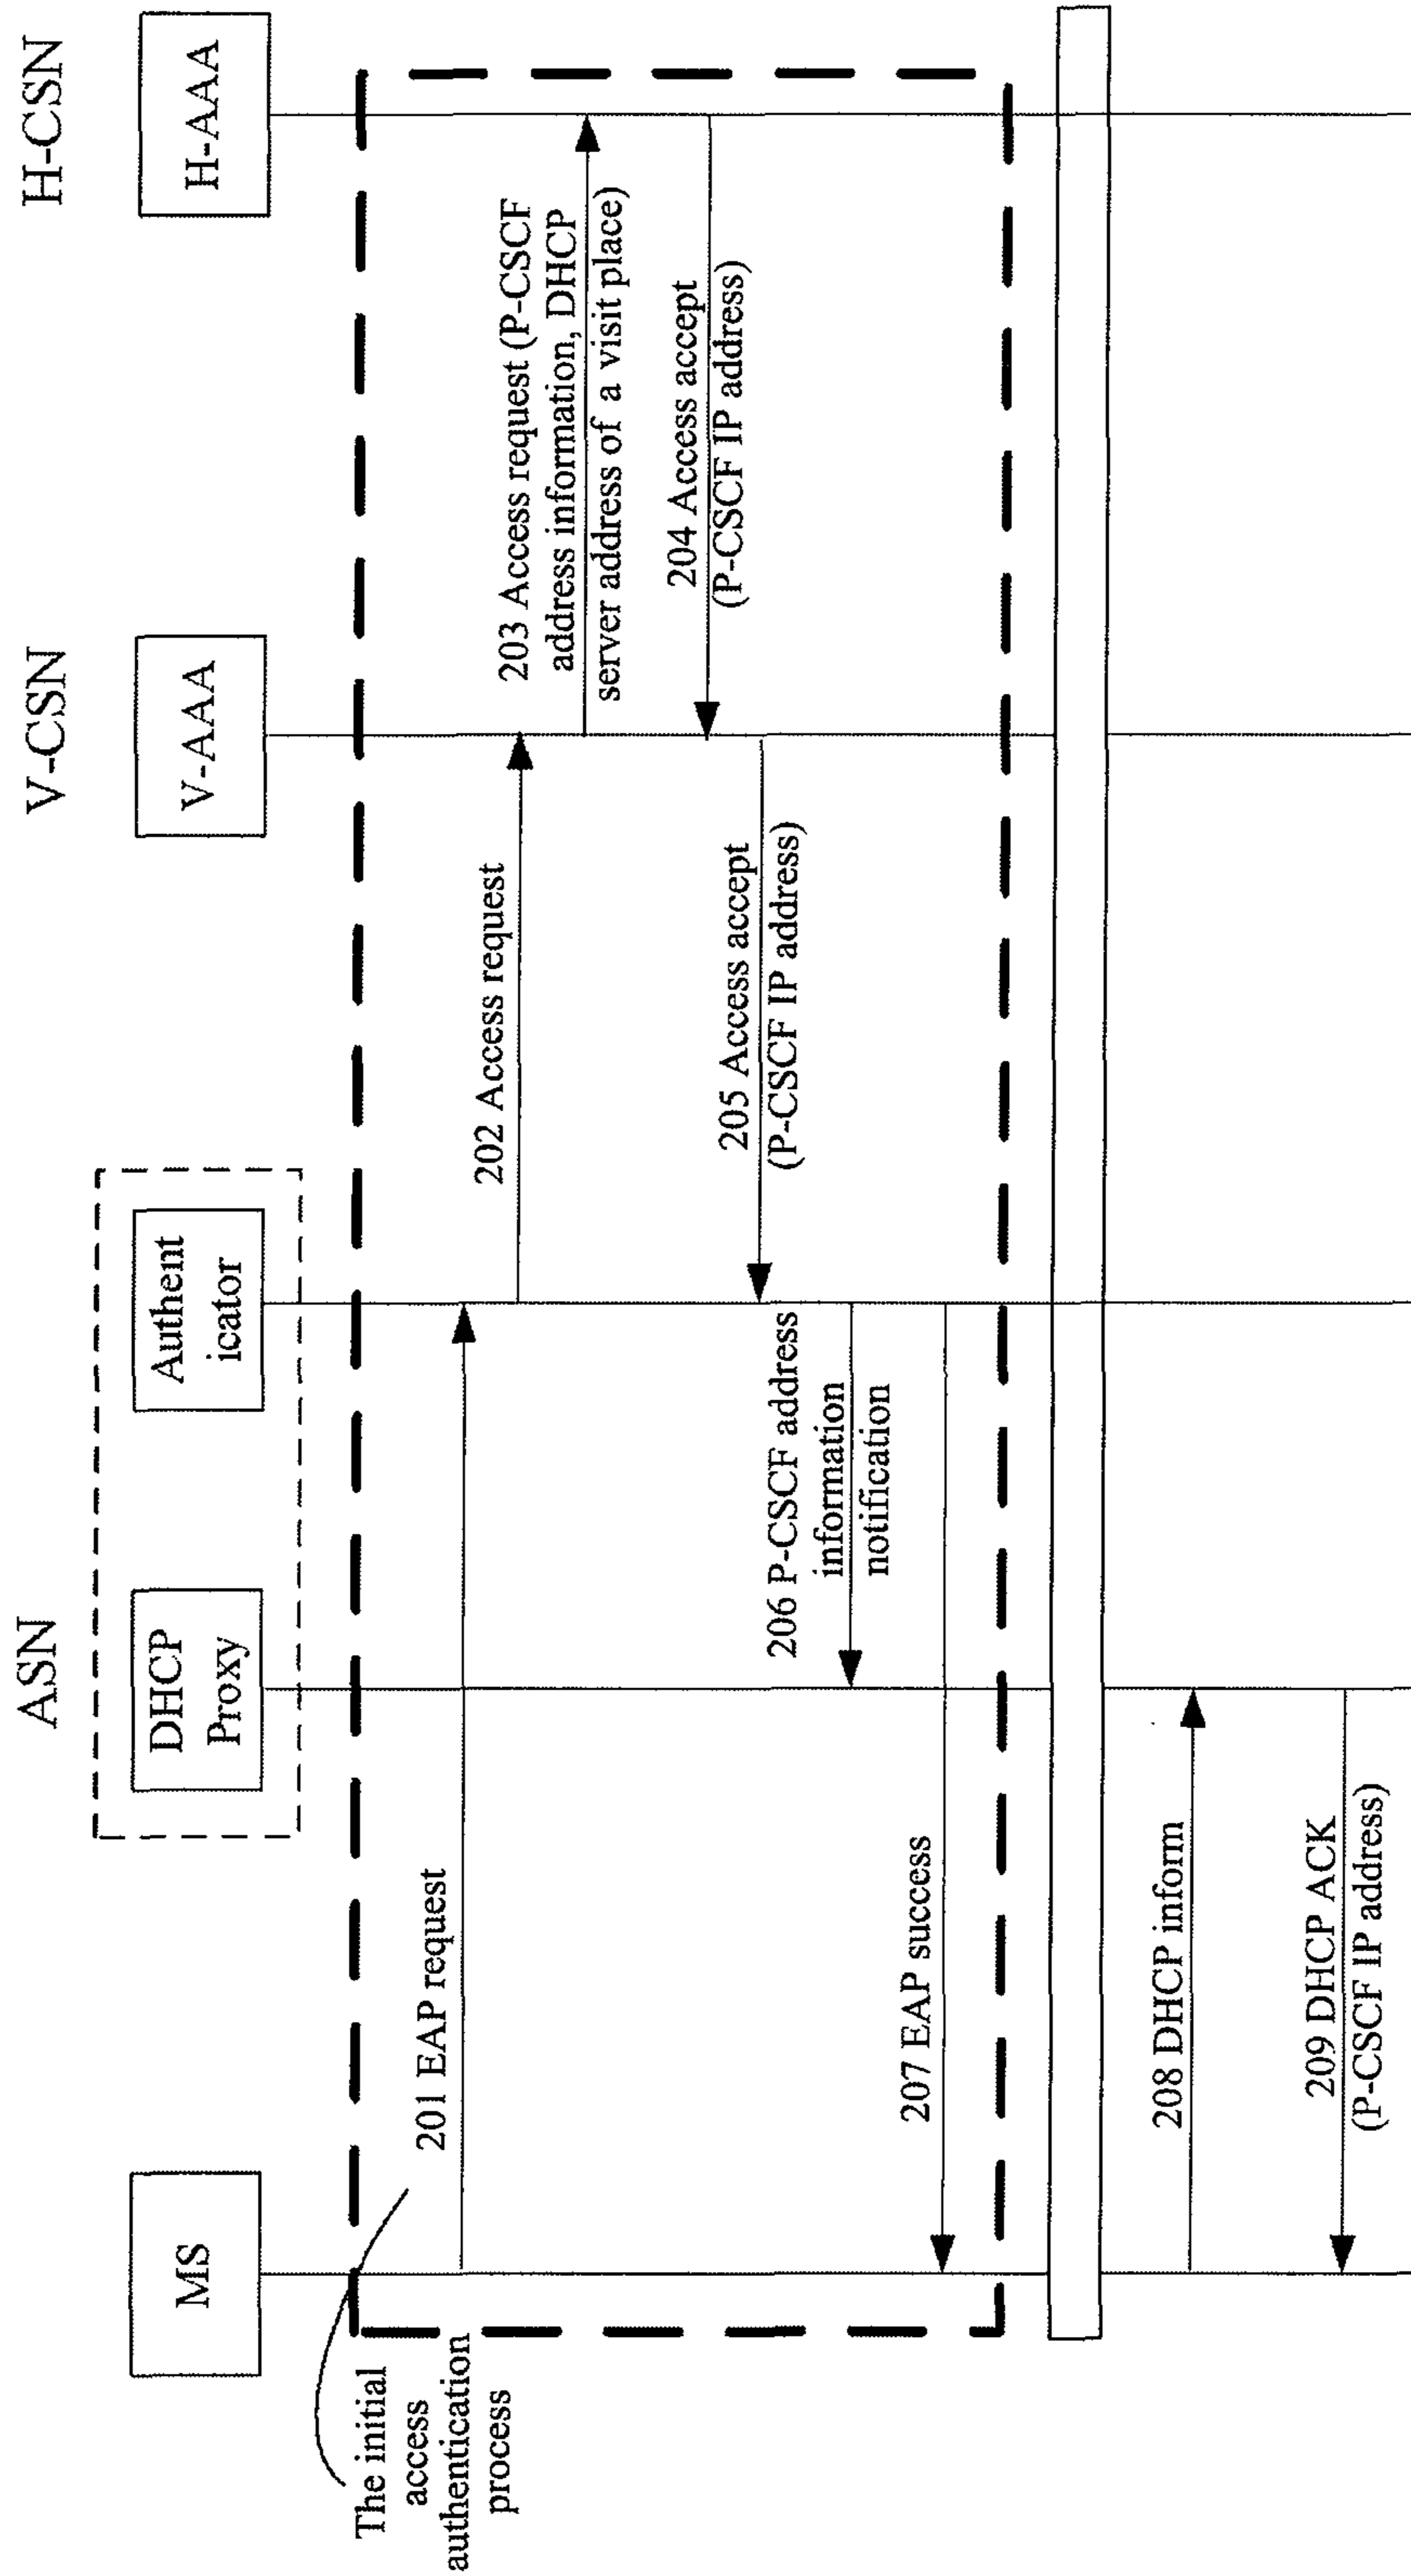 ASN
V-CSN
H-CSN
MS
DHCP
Proxy
Authent
icator
V-AAA
H-AAA
The initial
access
authentication
process
201 EAP request
202 Access request
203 Access request (P-CSCF
address information, DHCP
server address of a visit place)
204 Access accept
(P-CSCF IP address)
205 Access accept
(P-CSCF IP address)
206 P-CSCF address
information
notification
207 EAP success
208 DHCP inform
209 DHCP ACK
(P-CSCF IP address)